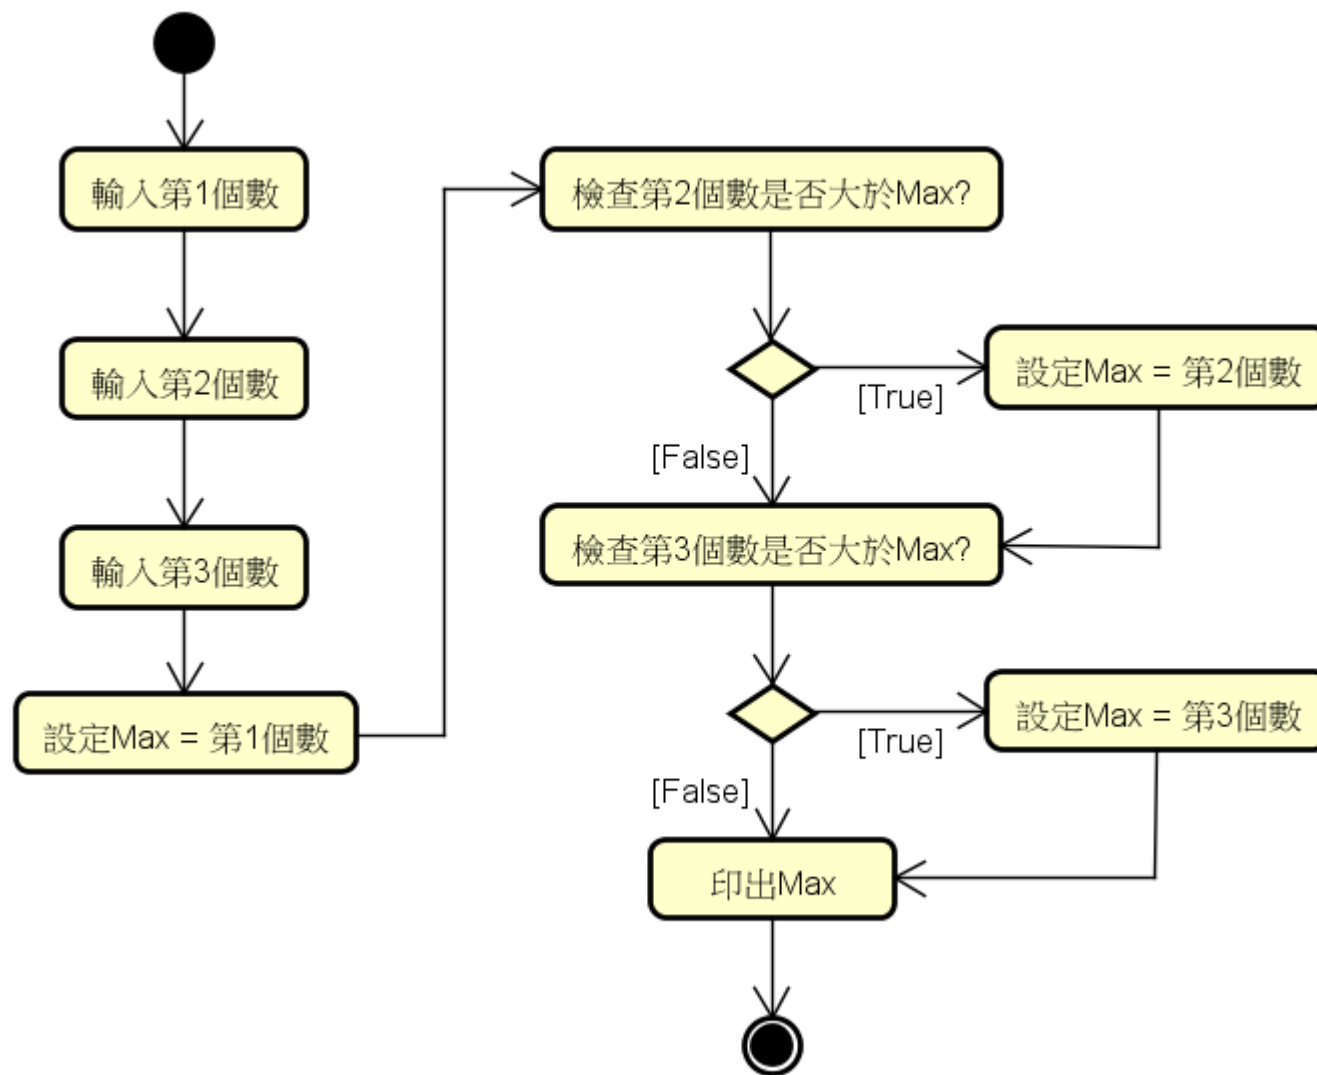 輸入第1個數
輸入第2個數
輸入第3個數
設定Max = 第1個數
檢查第2個數是否大於Max?
[True]
設定Max = 第2個數
[False]
檢查第3個數是否大於Max?
[True]
設定Max = 第3個數
[False]
印出Max